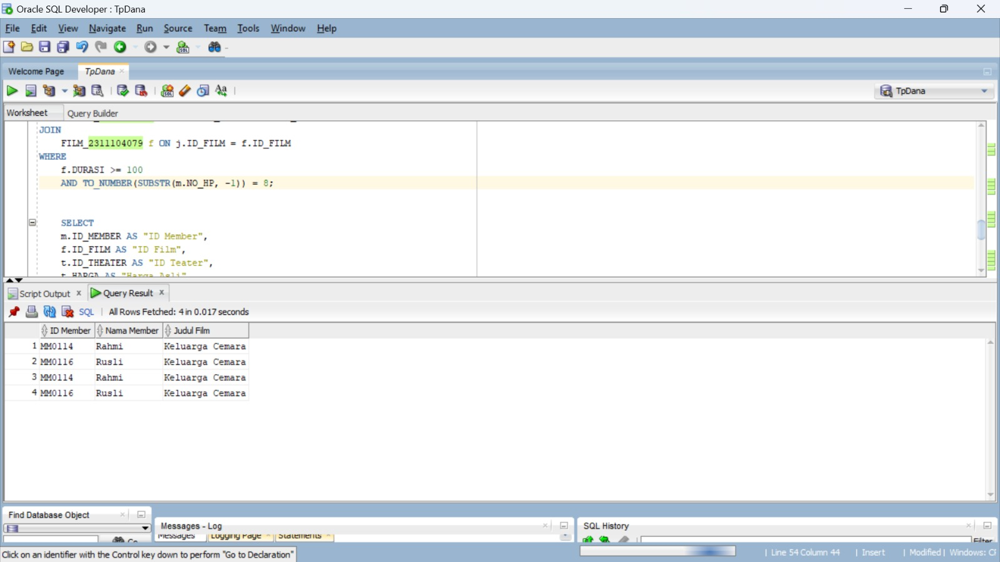 Oracle SQL Developer : TpDana
File Edit View Navigate Run Source Team Tools Window Help
Welcome Page TpDana
TpDana
Worksheet Query Builder
JOIN
FILM_2311104079 f ON j.ID_FILM = f.ID_FILM
WHERE
f.DURASI >= 100
AND TO_NUMBER(SUBSTR(m.NO_HP, -1)) = 8;
SELECT
m.ID_MEMBER AS "ID Member",
f.ID_FILM AS "ID Film",
t.ID_THEATER AS "ID Teater",
t.HARGA AS "Harga Asli"
Script Output x Query Result x
SQL | All Rows Fetched: 4 in 0.017 seconds
ID Member Nama Member Judul Film
1 MM0114 Rahmi Keluarga Cemara
2 MM0116 Rusli Keluarga Cemara
3 MM0114 Rahmi Keluarga Cemara
4 MM0116 Rusli Keluarga Cemara
Find Database Object
Messages - Log
SQL History
Messages Logging Page Statements
Go
Filter
Click on an identifier with the Control key down to perform "Go to Declaration"
| Line 54 Column 44 | Insert | Modified | Windows: